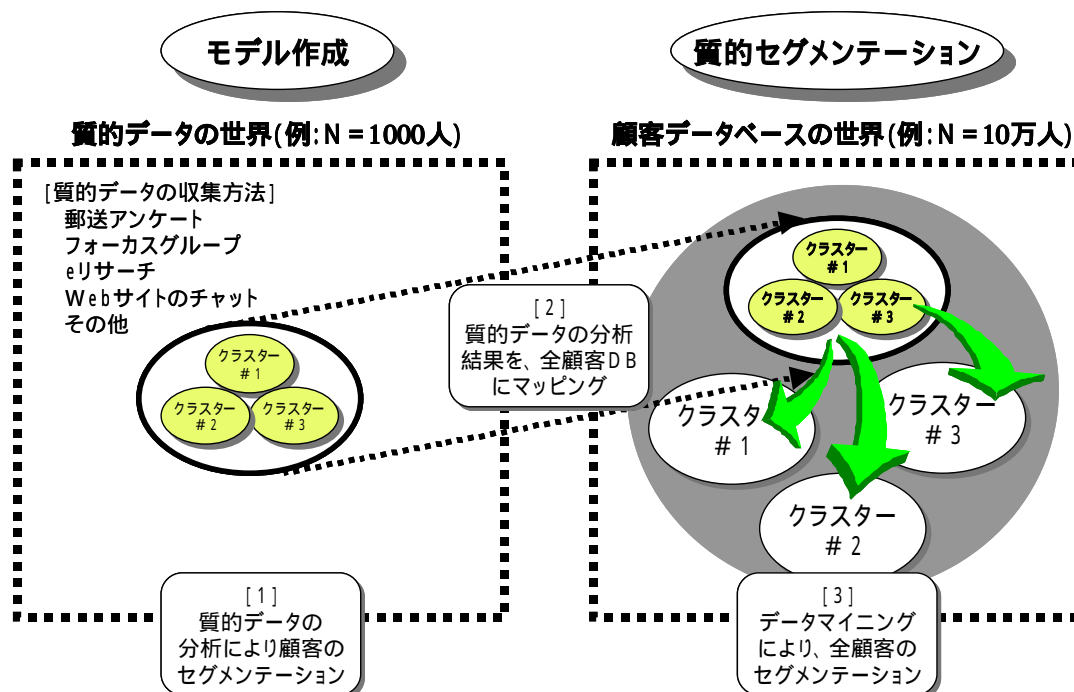 モデル作成
質的セグメンテーション
質的データの世界(例:N=1000人)
顧客データベースの世界(例:N=10万人)
[質的データの収集方法]
郵送アンケート
フォーカスグループ
eリサーチ
Webサイトのチャット
その他
クラスター
#1
クラスター
#2
クラスター
#3
[2]
質的データの分析
結果を、全顧客DB
にマッピング
クラスター
#1
クラスター
#2
クラスター
#3
クラスター
#1
クラスター
#3
クラスター
#2
[1]
質的データの
分析により顧客の
セグメンテーション
[3]
データマイニング
により、全顧客の
セグメンテーション